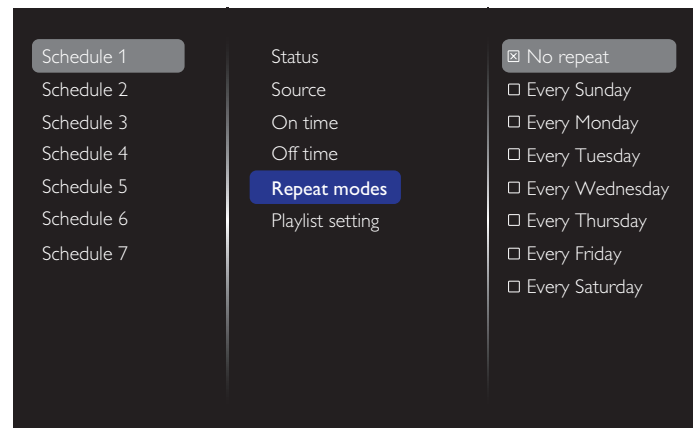 Schedule 1
Schedule 2
Schedule 3
Schedule 4
Schedule 5
Schedule 6
Schedule 7
Status
Source
On time
Off time
Repeat modes
Playlist setting
No repeat
Every Sunday
Every Monday
Every Tuesday
Every Wednesday
Every Thursday
Every Friday
Every Saturday